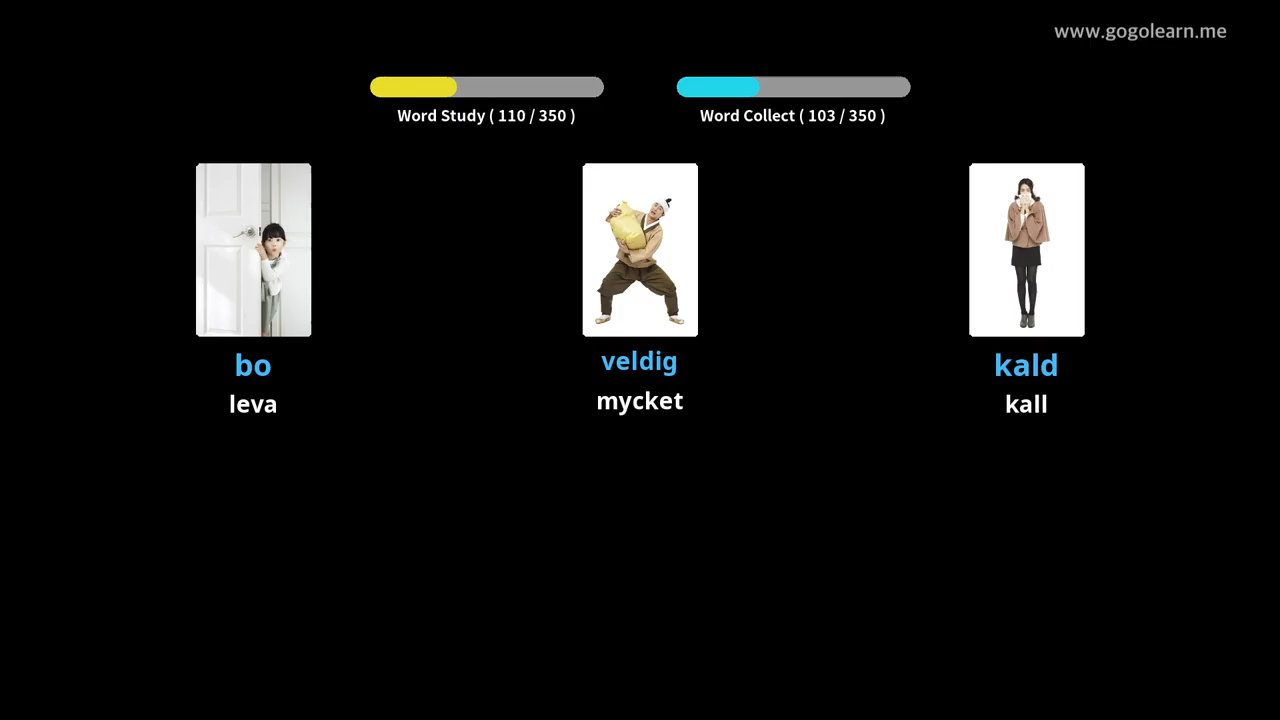 www.gogolearn.me
Word Study ( 110 / 350 )
Word Collect ( 103 / 350 )
bo
leva
veldig
mycket
kald
kall